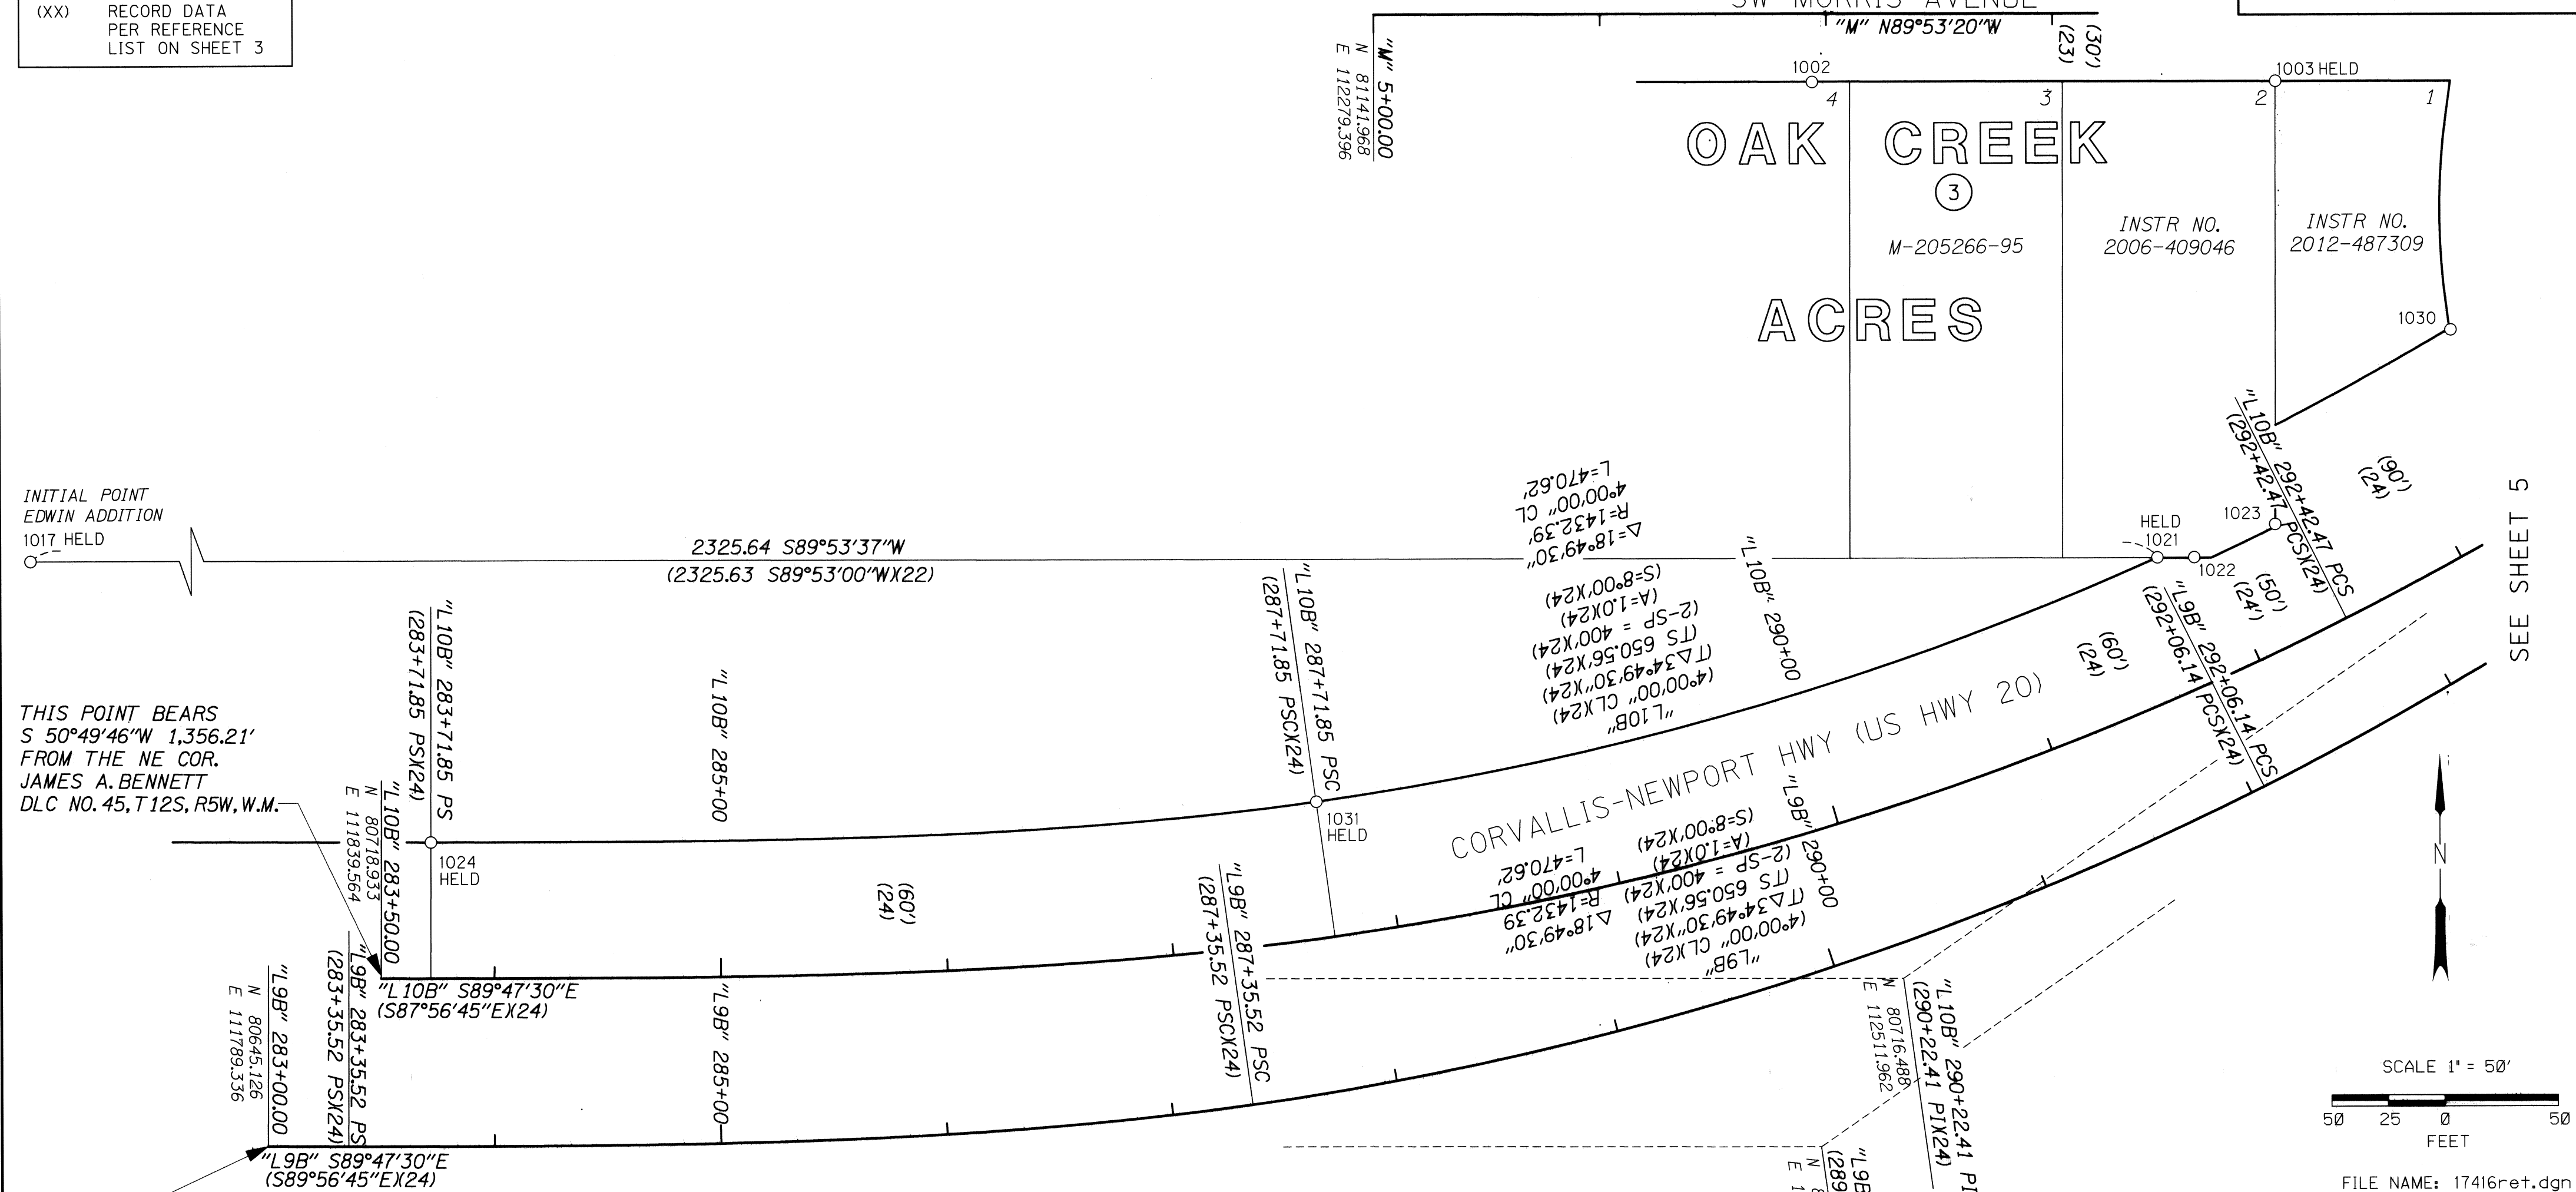 (XX) RECORD DATA
PER REFERENCE
LIST ON SHEET 3
SW MORRIS AVENUE
"M" N89°53'20"W
(30')
(23)
"M" 5+00.00
N 81141.968
E 112279.396
1002
1003 HELD
4
3
2
1
OAK CREEK
3
ACRES
M-205266-95
INSTR NO.
2006-409046
INSTR NO.
2012-487309
1030
INITIAL POINT
EDWIN ADDITION
1017 HELD
2325.64 S89°53'37"W
(2325.63 S89°53'00"W)(22)
Δ=18°49'30"
R=1432.39'
4°00'00" CL
L=470.62'
"L10B"
(4°00'00" CL)(24)
(TΔ34°49'30")(24)
(TS 650.56')(24)
(2-SP = 400')(24)
(A=1.0)(24)
(S=8°00')(24)
"L10B" 290+00
HELD
1021
1022
1023
"L10B" 292+42.47 PCS
(292+42.47 PCS)(24)
(90')
(24)
(50')
(24')
(60')
(24)
"L9B" 292+06.14 PCS
(292+06.14 PCS)(24)
SEE SHEET 5
THIS POINT BEARS
S 50°49'46"W 1,356.21'
FROM THE NE COR.
JAMES A. BENNETT
DLC NO. 45, T12S, R5W, W.M.
"L10B" 283+71.85 PS
(283+71.85 PS)(24)
"L10B" 283+50.00
N 80718.933
E 111839.564
1024
HELD
"L10B" 285+00
"L10B" 287+71.85 PSC
(287+71.85 PSC)(24)
1031
HELD
(60')
(24)
CORVALLIS-NEWPORT HWY (US HWY 20)
"L9B" 290+00
Δ18°49'30"
R=1432.39
4°00'00" CL
L=470.62'
"L9B"
(4°00'00" CL)(24)
(TΔ34°49'30")(24)
(TS 650.56')(24)
(2-SP = 400')(24)
(A=1.0)(24)
(S=8°00')(24)
"L10B" S89°47'30"E
(S87°56'45"E)(24)
"L9B" 283+00.00
N 80645.126
E 111789.336
"L9B" 283+35.52 PS
(283+35.52 PS)(24)
"L9B" 285+00
"L9B" 287+35.52 PSC
(287+35.52 PSC)(24)
"L10B" 290+22.41 PI
(290+22.41 PI)(24)
N 80716.488
E 112511.962
"L9B" S89°47'30"E
(S89°56'45"E)(24)
"L9B
(289
N 8
E 1
N
SCALE 1" = 50'
50 25 0 50
FEET
FILE NAME: 17416ret.dgn